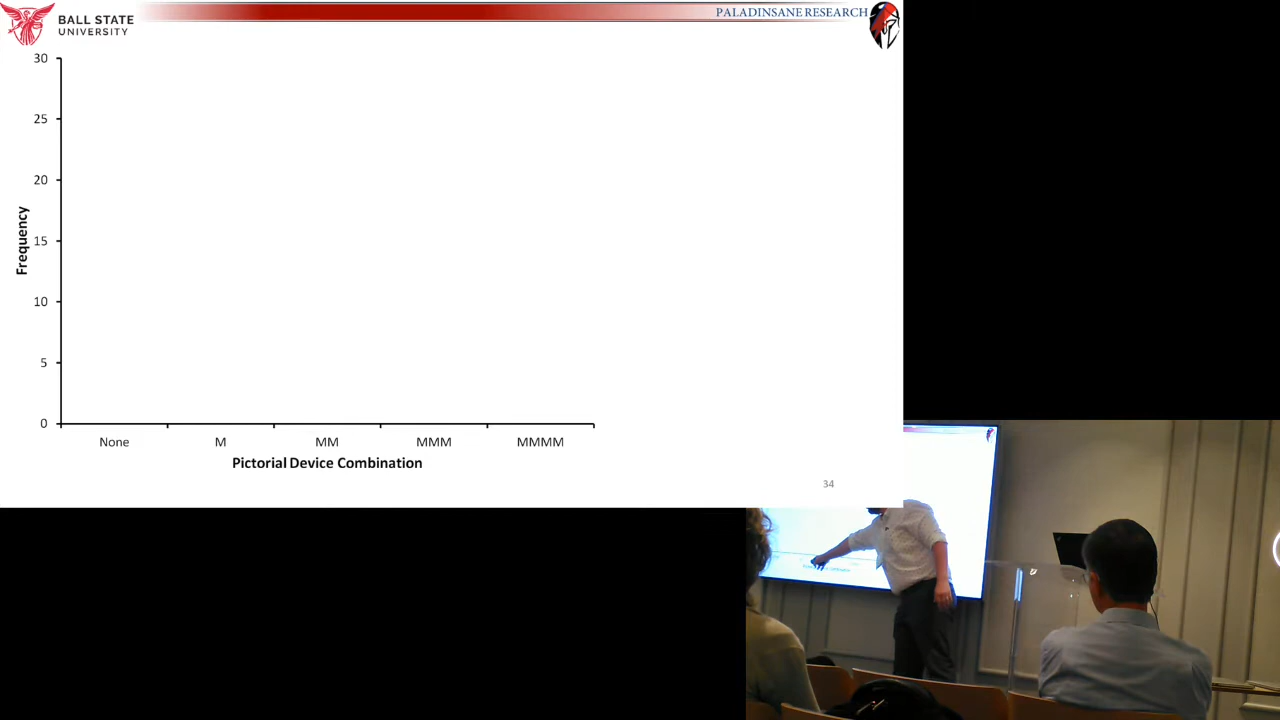 BALL STATE
UNIVERSITY
PALADINSANE RESEARCH
30
25
20
15
10
5
0
Frequency
None M MM MMM MMMM
Pictorial Device Combination
34